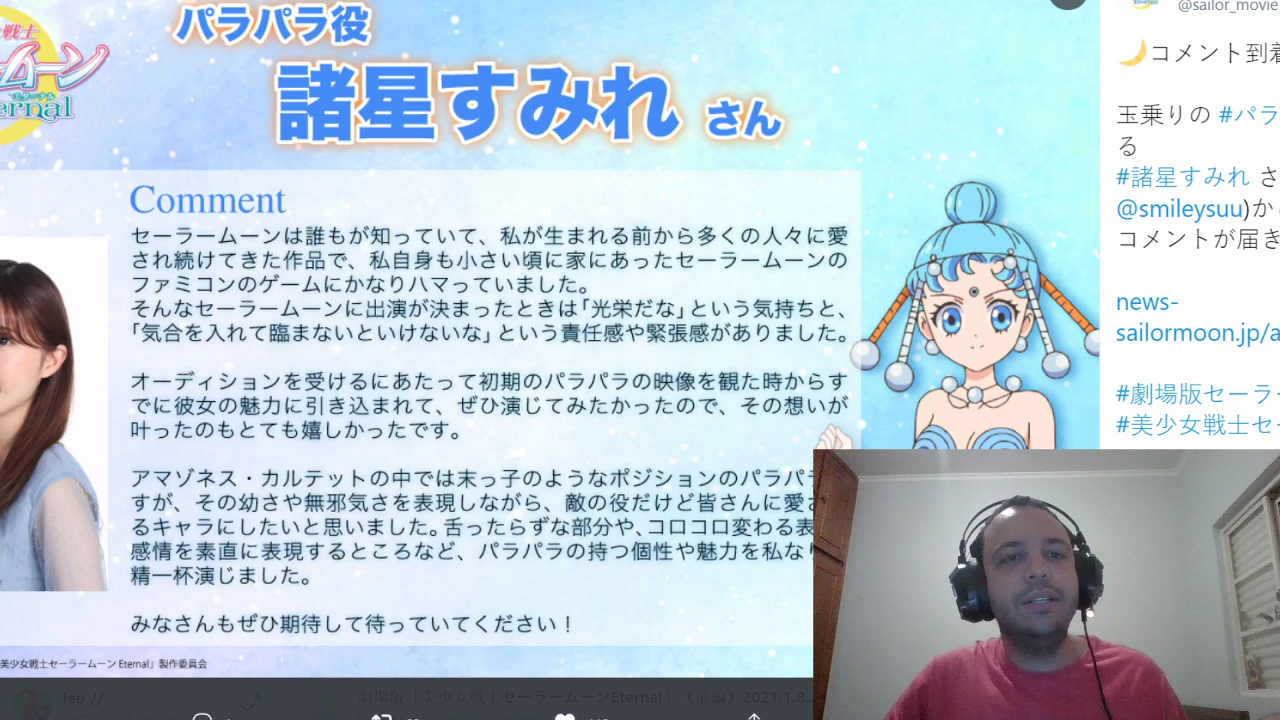 パラパラ役
諸星すみれ さん
戦士
ームーン
エターナル
ernal
Comment
セーラームーンは誰もが知っていて、私が生まれる前から多くの人々に愛
され続けてきた作品で、私自身も小さい頃に家にあったセーラームーンの
ファミコンのゲームにかなりハマっていました。
そんなセーラームーンに出演が決まったときは「光栄だな」という気持ちと、
「気合を入れて臨まないといけないな」という責任感や緊張感がありました。
オーディションを受けるにあたって初期のパラパラの映像を観た時からす
でに彼女の魅力に引き込まれて、ぜひ演じてみたかったので、その想いが
叶ったのもとても嬉しかったです。
アマゾネス・カルテットの中では末っ子のようなポジションのパラパラ
すが、その幼さや無邪気さを表現しながら、敵の役だけど皆さんに愛さ
るキャラにしたいと思いました。舌ったらずな部分や、コロコロ変わる表
感情を素直に表現するところなど、パラパラの持つ個性や魅力を私なり
精一杯演じました。
みなさんもぜひ期待して待っていてください！
美少女戦士セーラームーン Eternal」製作委員会
leo //
劇場版「美少女戦士セーラームーンEternal」《前編》2021.1.8.
@sailor_movie
🌙コメント到着
玉乗りの #パラ
る
#諸星すみれ さ
@smileysuu)か
コメントが届き
news-
sailormoon.jp/a
#劇場版セーラー
#美少女戦士セー